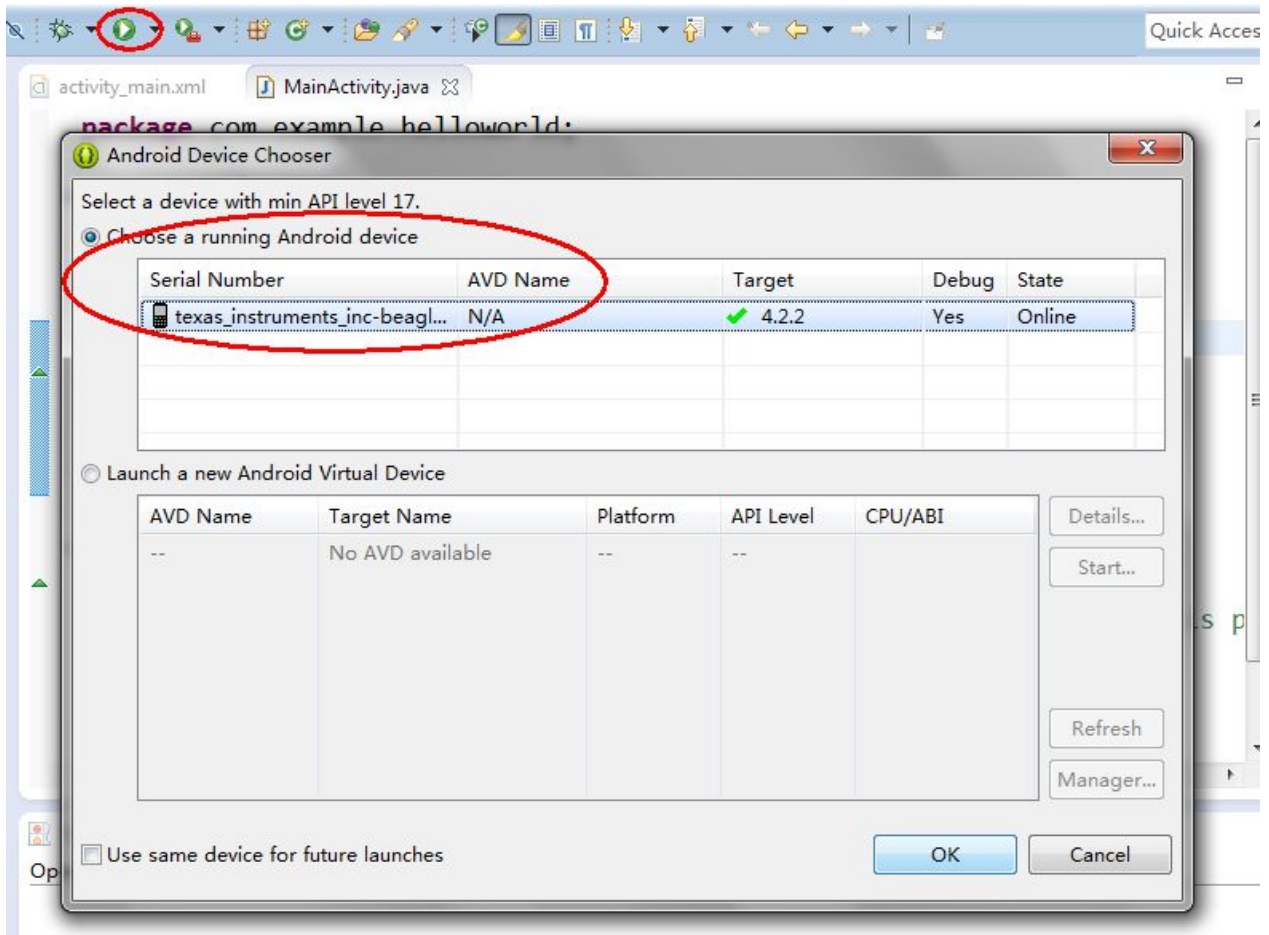 Quick Acces
activity_main.xml MainActivity.java
package com.example.helloworld;
Android Device Chooser
Select a device with min API level 17.
Choose a running Android device
Serial Number AVD Name Target Debug State
texas_instruments_inc-beagl... N/A 4.2.2 Yes Online
Launch a new Android Virtual Device
AVD Name Target Name Platform API Level CPU/ABI Details...
-- No AVD available -- --
Start...
is p
Refresh
Manager...
Use same device for future launches OK Cancel
Op